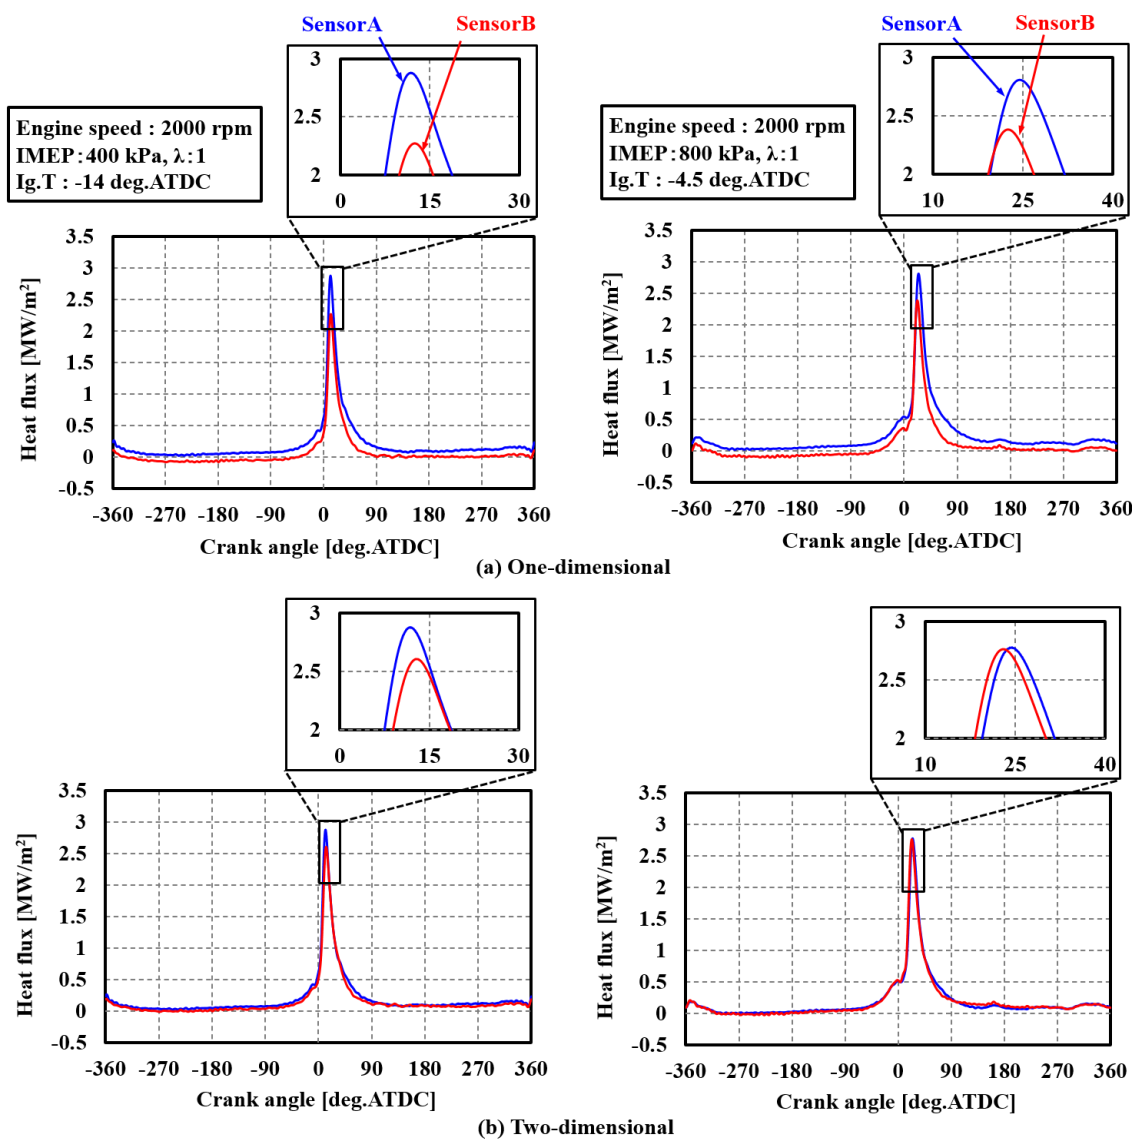 SensorA
SensorB
3
2.5
2
0
15
30
Engine speed : 2000 rpm
IMEP:400 kPa, λ:1
Ig.T : -14 deg.ATDC
3.5
3
2.5
2
1.5
1
0.5
0
-0.5
Heat flux [MW/m²]
-360 -270 -180 -90 0 90 180 270 360
Crank angle [deg.ATDC]
SensorA
SensorB
3
2.5
2
10
25
40
Engine speed : 2000 rpm
IMEP:800 kPa, λ:1
Ig.T : -4.5 deg.ATDC
3.5
3
2.5
2
1.5
1
0.5
0
-0.5
Heat flux [MW/m²]
-360 -270 -180 -90 0 90 180 270 360
Crank angle [deg.ATDC]
(a) One-dimensional
3
2.5
2
0
15
30
3.5
3
2.5
2
1.5
1
0.5
0
-0.5
Heat flux [MW/m²]
-360 -270 -180 -90 0 90 180 270 360
Crank angle [deg.ATDC]
3
2.5
2
10
25
40
3.5
3
2.5
2
1.5
1
0.5
0
-0.5
Heat flux [MW/m²]
-360 -270 -180 -90 0 90 180 270 360
Crank angle [deg.ATDC]
(b) Two-dimensional